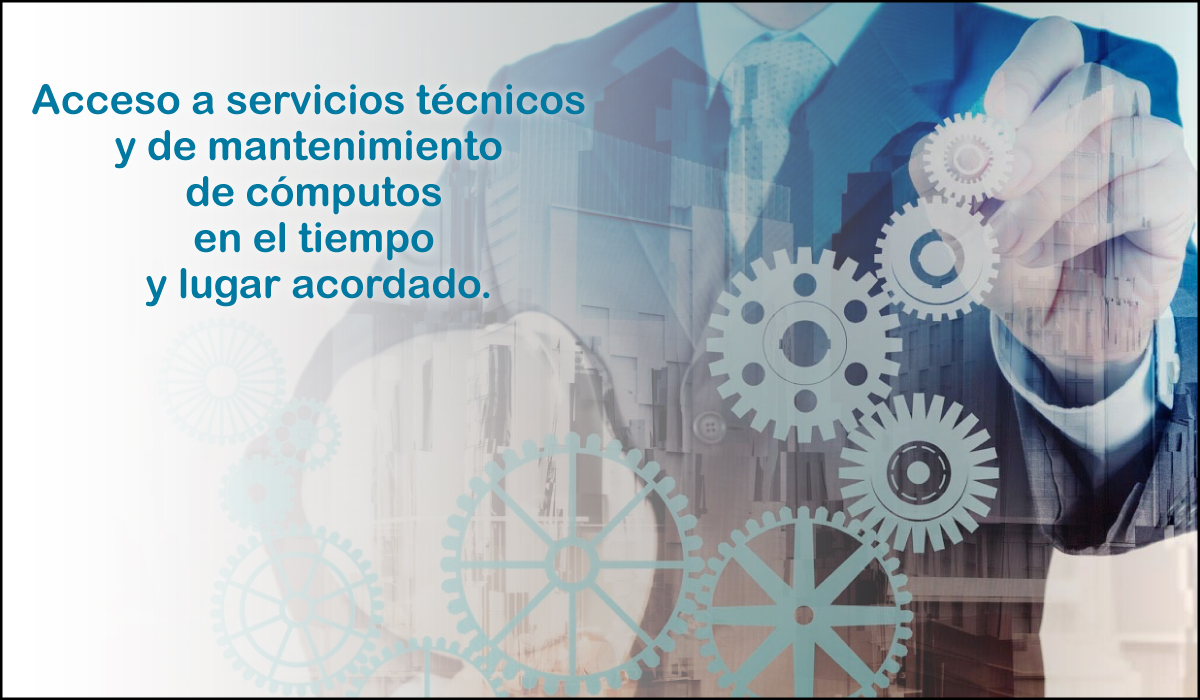 Acceso a servicios técnicos
y de mantenimiento
de cómputos
en el tiempo
y lugar acordado.